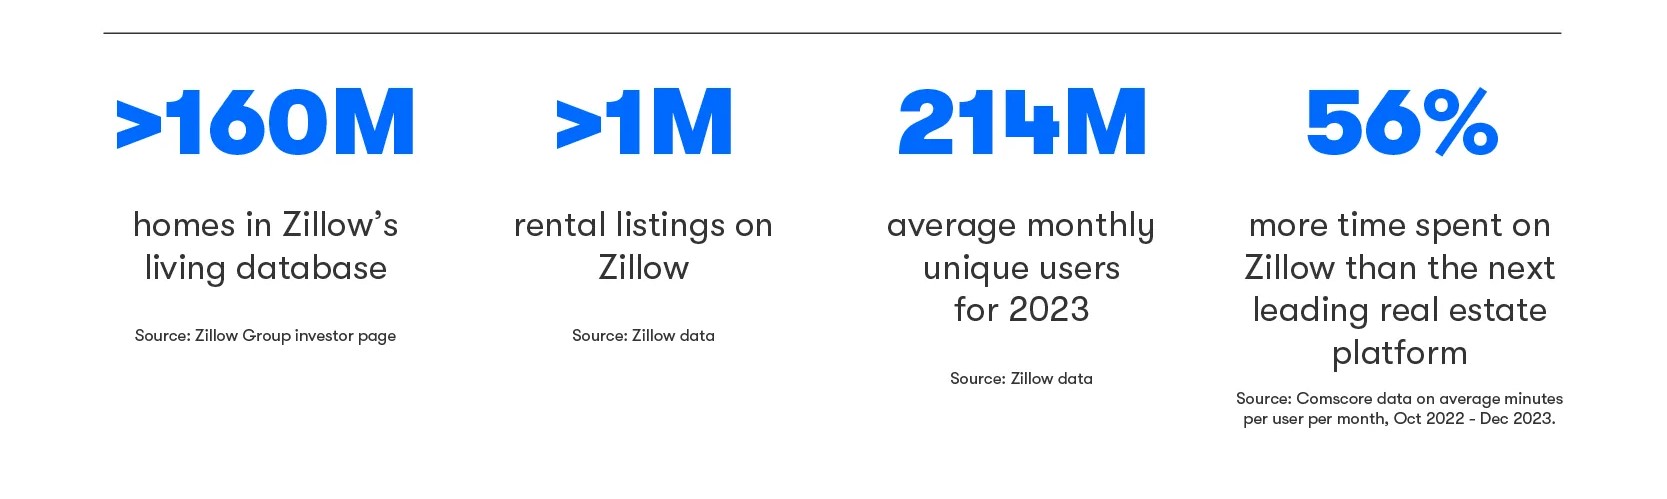 >160M
homes in Zillow’s
living database
Source: Zillow Group investor page
>1M
rental listings on
Zillow
Source: Zillow data
214M
average monthly
unique users
for 2023
Source: Zillow data
56%
more time spent on
Zillow than the next
leading real estate
platform
Source: Comscore data on average minutes
per user per month, Oct 2022 - Dec 2023.